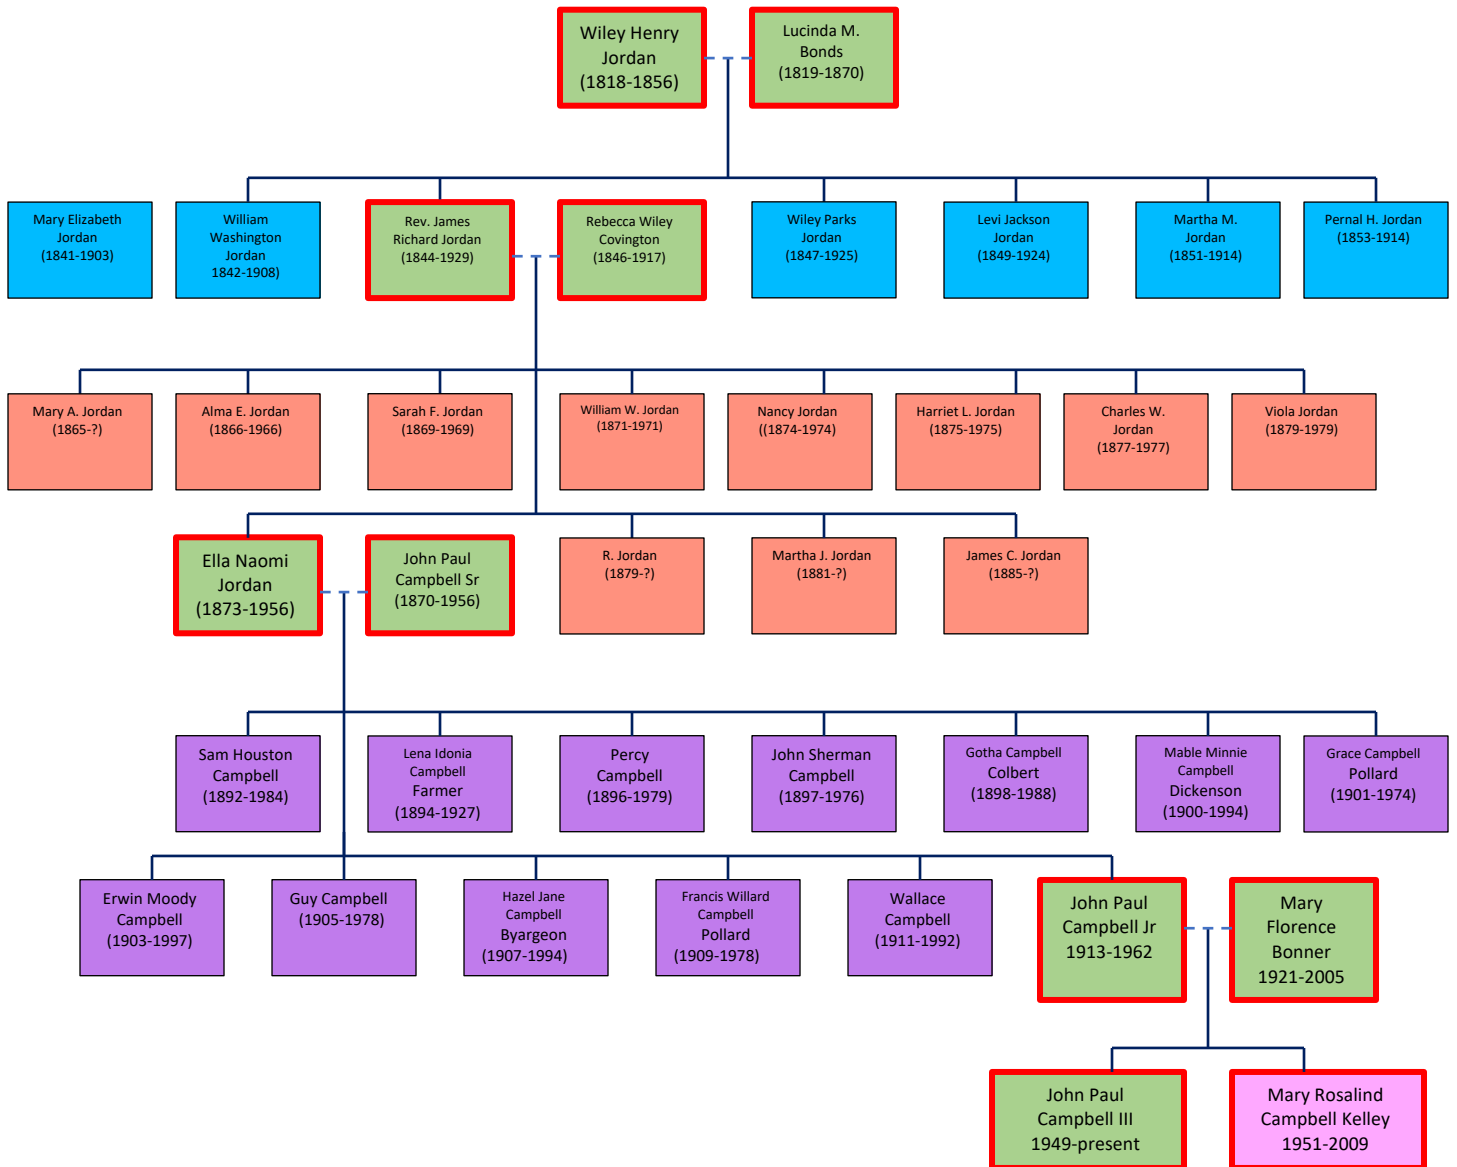 Wiley Henry
Jordan
(1818-1856)
Lucinda M.
Bonds
(1819-1870)
Mary Elizabeth
Jordan
(1841-1903)
William
Washington
Jordan
1842-1908)
Rev. James
Richard Jordan
(1844-1929)
Rebecca Wiley
Covington
(1846-1917)
Wiley Parks
Jordan
(1847-1925)
Levi Jackson
Jordan
(1849-1924)
Martha M.
Jordan
(1851-1914)
Pernal H. Jordan
(1853-1914)
Mary A. Jordan
(1865-?)
Alma E. Jordan
(1866-1966)
Sarah F. Jordan
(1869-1969)
William W. Jordan
(1871-1971)
Nancy Jordan
((1874-1974)
Harriet L. Jordan
(1875-1975)
Charles W.
Jordan
(1877-1977)
Viola Jordan
(1879-1979)
Ella Naomi
Jordan
(1873-1956)
John Paul
Campbell Sr
(1870-1956)
R. Jordan
(1879-?)
Martha J. Jordan
(1881-?)
James C. Jordan
(1885-?)
Sam Houston
Campbell
(1892-1984)
Lena Idonia
Campbell
Farmer
(1894-1927)
Percy
Campbell
(1896-1979)
John Sherman
Campbell
(1897-1976)
Gotha Campbell
Colbert
(1898-1988)
Mable Minnie
Campbell
Dickenson
(1900-1994)
Grace Campbell
Pollard
(1901-1974)
Erwin Moody
Campbell
(1903-1997)
Guy Campbell
(1905-1978)
Hazel Jane
Campbell
Byargeon
(1907-1994)
Francis Willard
Campbell
Pollard
(1909-1978)
Wallace
Campbell
(1911-1992)
John Paul
Campbell Jr
1913-1962
Mary
Florence
Bonner
1921-2005
John Paul
Campbell III
1949-present
Mary Rosalind
Campbell Kelley
1951-2009